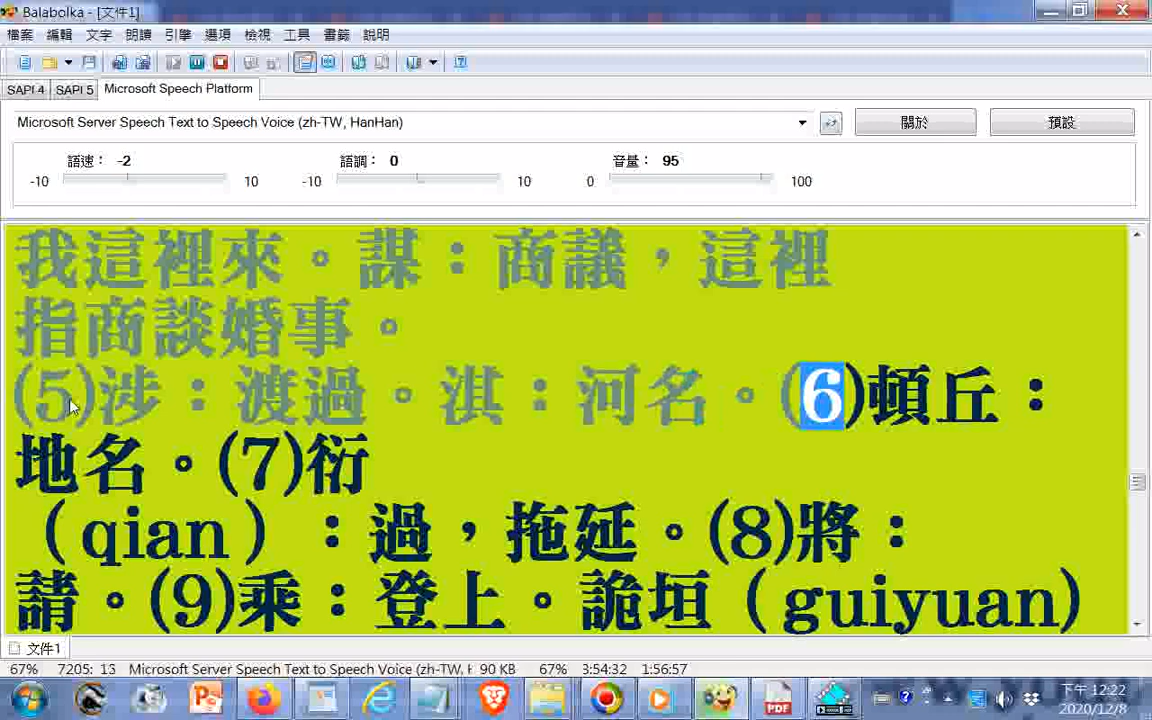 Balabolka - [文件1]
檔案 編輯 文字 朗讀 引擎 選項 檢視 工具 書籤 說明
SAPI 4 SAPI 5 Microsoft Speech Platform
Microsoft Server Speech Text to Speech Voice (zh-TW, HanHan) 關於 預設
語速： -2 語調： 0 音量： 95
-10 10 -10 10 0 100
我這裡來。謀：商議，這裡
指商談婚事。
(5)涉：渡過。淇：河名。(6)頓丘：
地名。(7)衍
（qian）：過，拖延。(8)將：
請。(9)乘：登上。詭垣（guiyuan)
文件1
67% 7205: 13 Microsoft Server Speech Text to Speech Voice (zh-TW, H 90 KB 67% 3:54:32 1:56:57
下午 12:22
2020/12/8